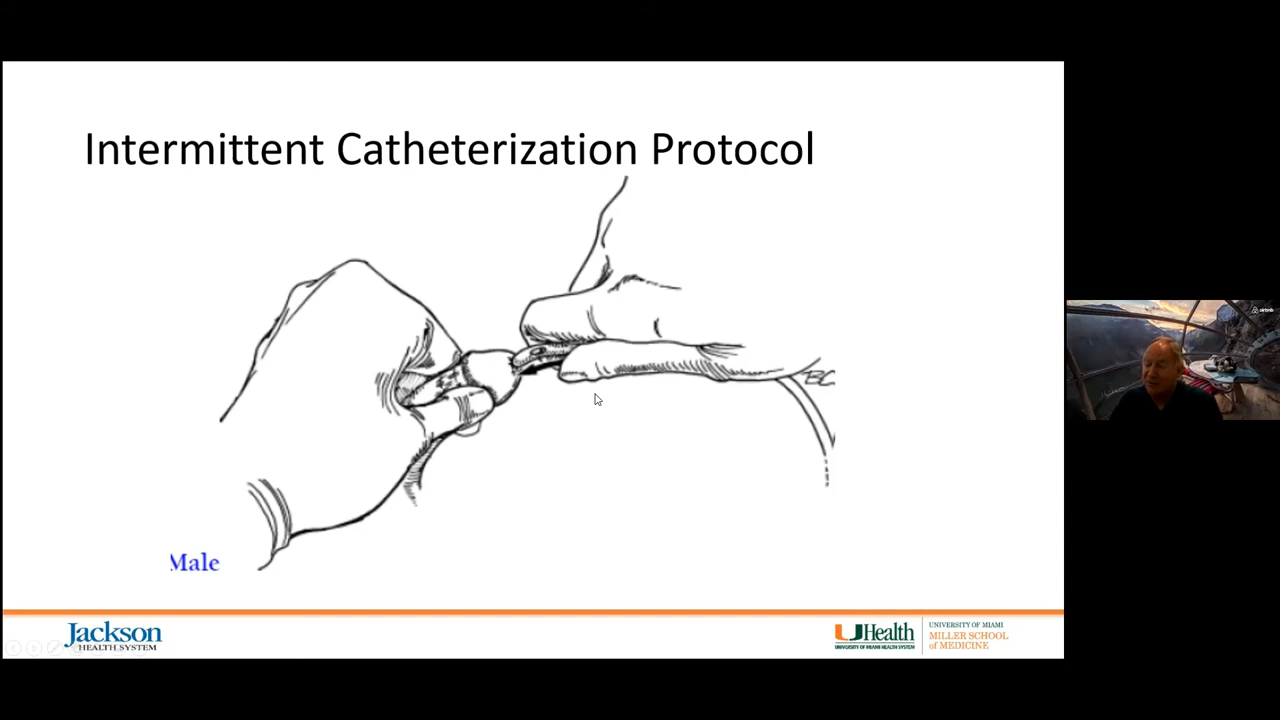 Intermittent Catheterization Protocol
Male
Jackson
HEALTH SYSTEM
UHealth
UNIVERSITY OF MIAMI HEALTH SYSTEM
UNIVERSITY OF MIAMI
MILLER SCHOOL
of MEDICINE
airbnb